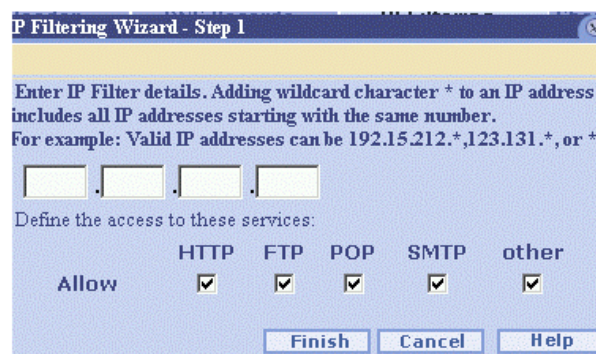 P Filtering Wizard - Step 1
Enter IP Filter details. Adding wildcard character * to an IP address
includes all IP addresses starting with the same number.
For example: Valid IP addresses can be 192.15.212.*,123.131.*, or *
. . .
Define the access to these services:
HTTP FTP POP SMTP other
Allow
Finish Cancel Help